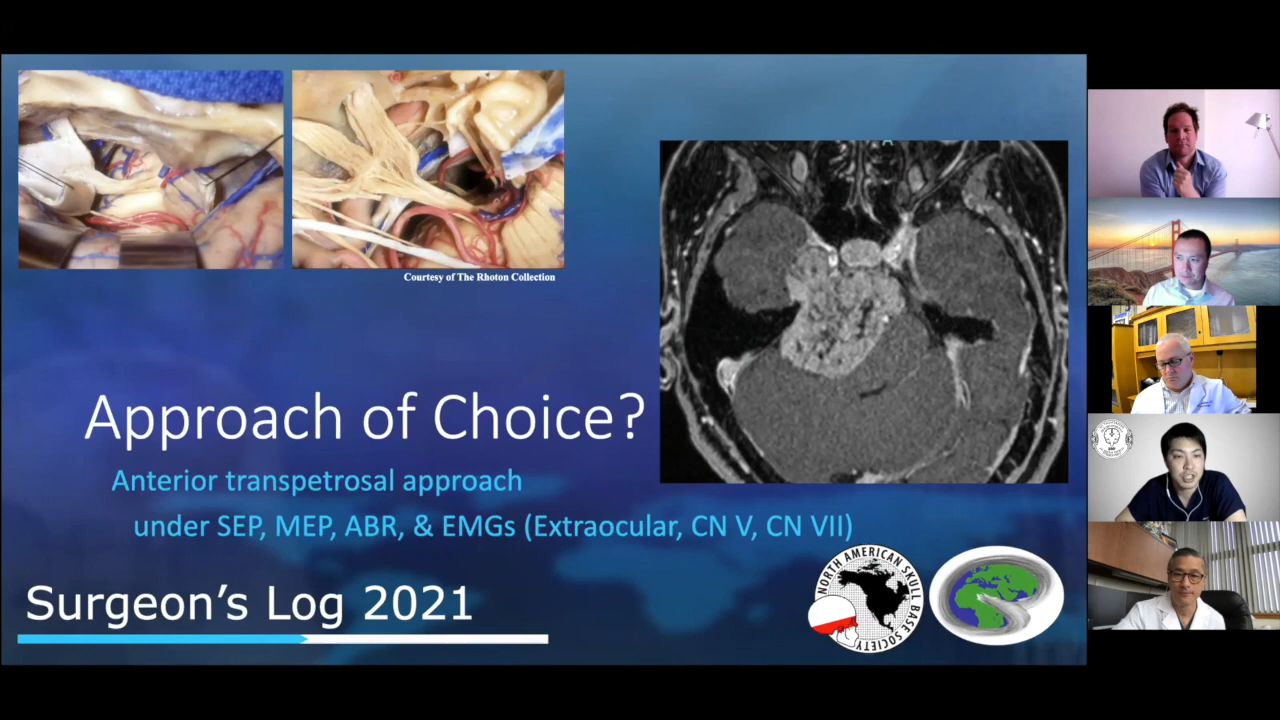 Courtesy of The Rhoton Collection
Approach of Choice?
Anterior transpetrosal approach
under SEP, MEP, ABR, & EMGs (Extraocular, CN V, CN VII)
Surgeon's Log 2021
NORTH AMERICAN SKULL BASE SOCIETY